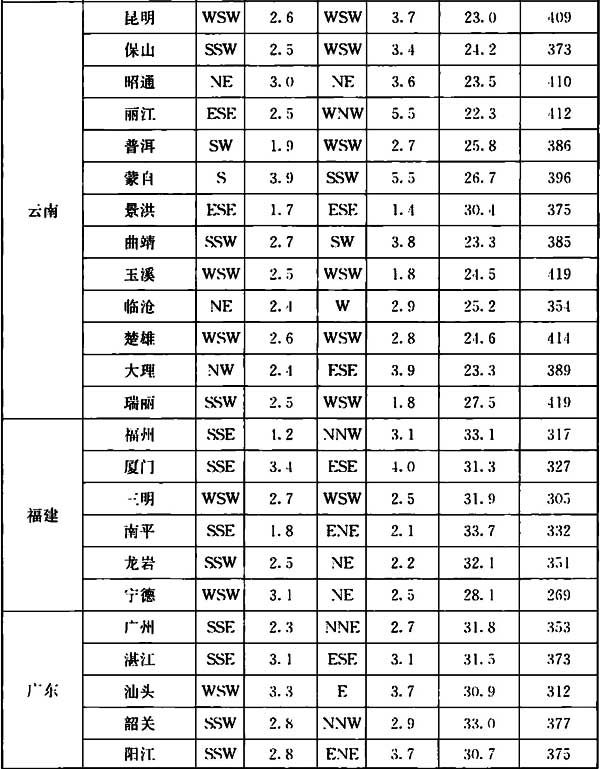 昆明 WSW 2.6 WSW 3.7 23.0 409
保山 SSW 2.5 WSW 3.4 24.2 373
昭通 NE 3.0 NE 3.6 23.5 410
丽江 ESE 2.5 WNW 5.5 22.3 412
普洱 SW 1.9 WSW 2.7 25.8 386
蒙自 S 3.9 SSW 5.5 26.7 396
云南 景洪 ESE 1.7 ESE 1.4 30.4 375
曲靖 SSW 2.7 SW 3.8 23.3 385
玉溪 WSW 2.5 WSW 1.8 24.5 419
临沧 NE 2.4 W 2.9 25.2 354
楚雄 WSW 2.6 WSW 2.8 24.6 414
大理 NW 2.4 ESE 3.9 23.3 389
瑞丽 SSW 2.5 WSW 1.8 27.5 419
福州 SSE 1.2 NNW 3.1 33.1 317
厦门 SSE 3.4 ESE 4.0 31.3 327
三明 WSW 2.7 WSW 2.5 31.9 305
福建 南平 SSE 1.8 ENE 2.1 33.7 332
龙岩 SSW 2.5 NE 2.2 32.1 351
宁德 WSW 3.1 NE 2.5 28.1 269
广州 SSE 2.3 NNE 2.7 31.8 353
湛江 SSE 3.1 ESE 3.1 31.5 373
广东 汕头 WSW 3.3 E 3.7 30.9 312
韶关 SSW 2.8 NNW 2.9 33.0 377
阳江 SSW 2.8 ENE 3.7 30.7 375